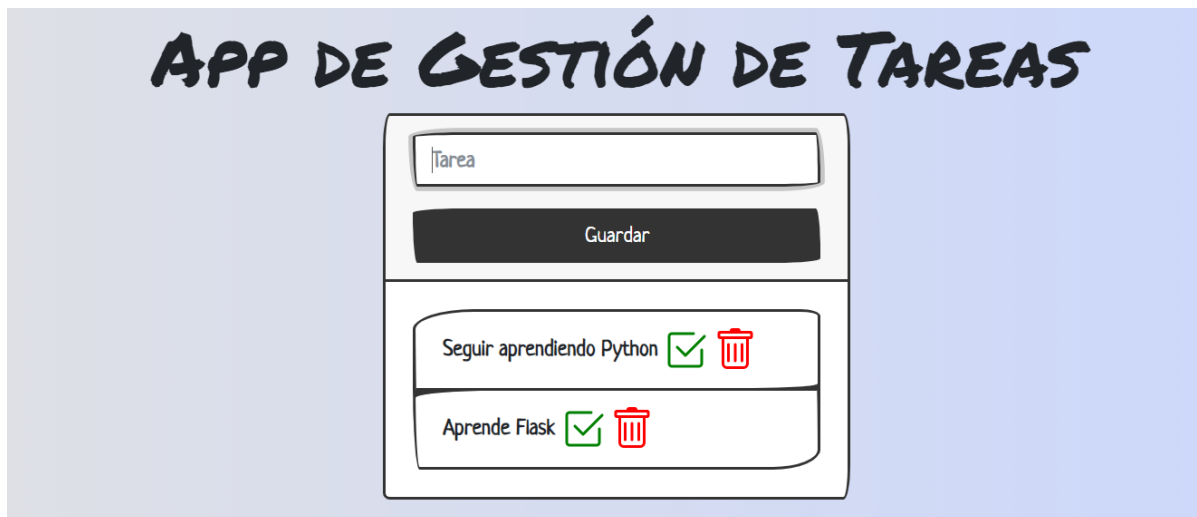 App de Gestión de Tareas
Tarea
Guardar
Seguir aprendiendo Python
Aprende Flask